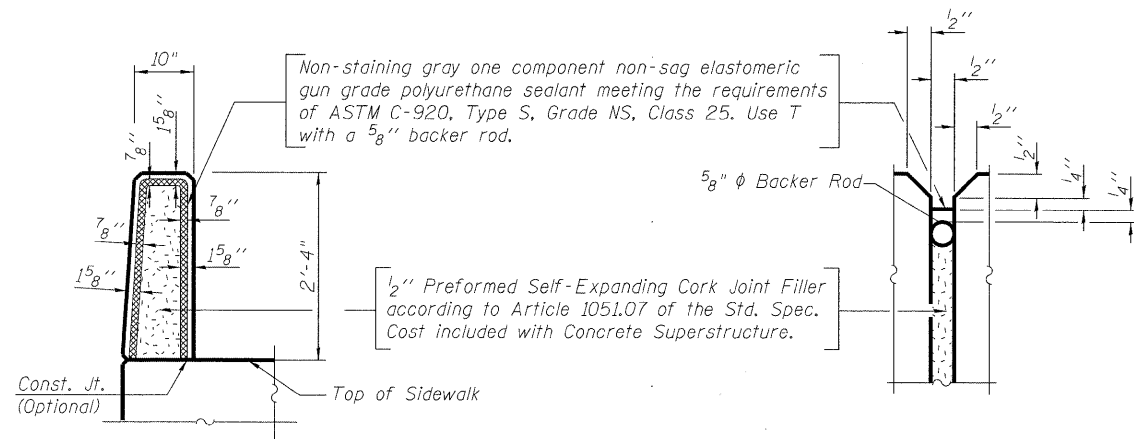 10"
Non-staining gray one component non-sag elastomeric
gun grade polyurethane sealant meeting the requirements
of ASTM C-920, Type S, Grade NS, Class 25. Use T
with a 5/8" backer rod.
1/2"
1/2"
1/2"
1/2"
1/4"
1/4"
7/8"
1 5/8"
5/8" ϕ Backer Rod
7/8"
7/8"
1 5/8"
1 5/8"
2'-4"
1/2" Preformed Self-Expanding Cork Joint Filler
according to Article 1051.07 of the Std. Spec.
Cost included with Concrete Superstructure.
Const. Jt.
(Optional)
Top of Sidewalk